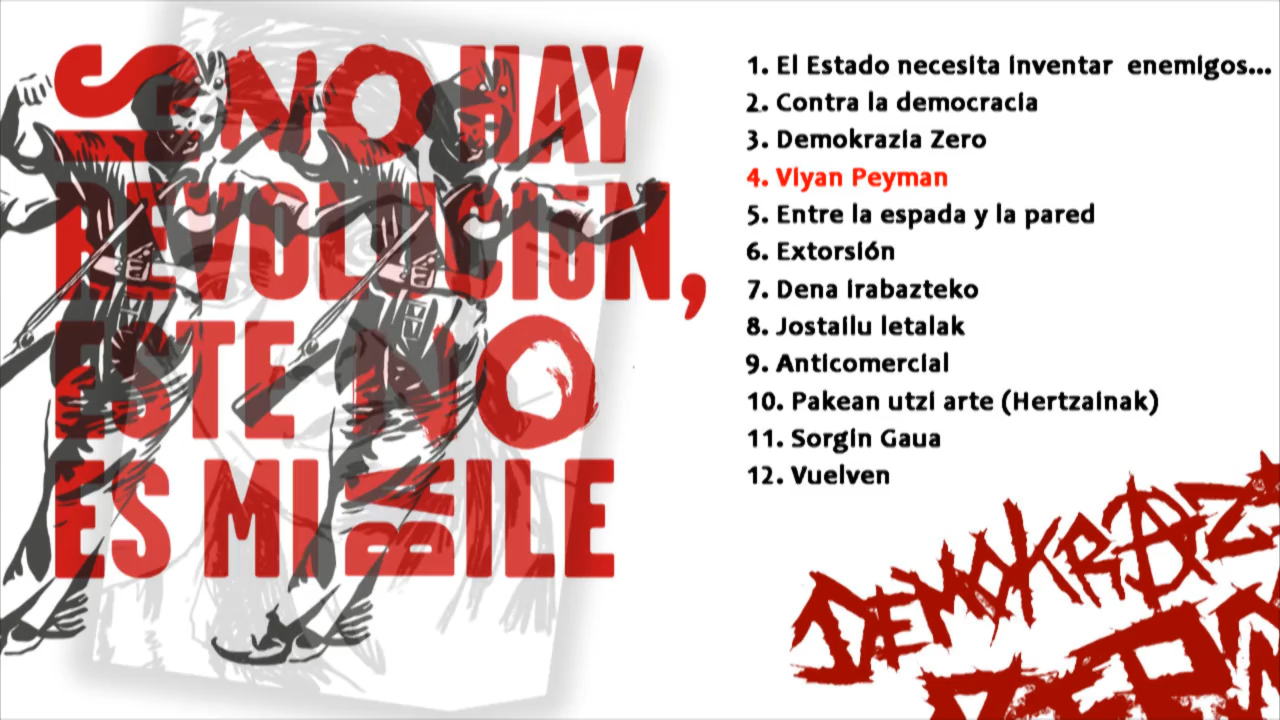 SI NO HAY
REVOLUCIÓN,
ESTE NO
ES MI BAILE
1. El Estado necesita inventar enemigos...
2. Contra la democracia
3. Demokrazia Zero
4. Viyan Peyman
5. Entre la espada y la pared
6. Extorsión
7. Dena irabazteko
8. Jostailu letalak
9. Anticomercial
10. Pakean utzi arte (Hertzainak)
11. Sorgin Gaua
12. Vuelven
DEMOKRAZ